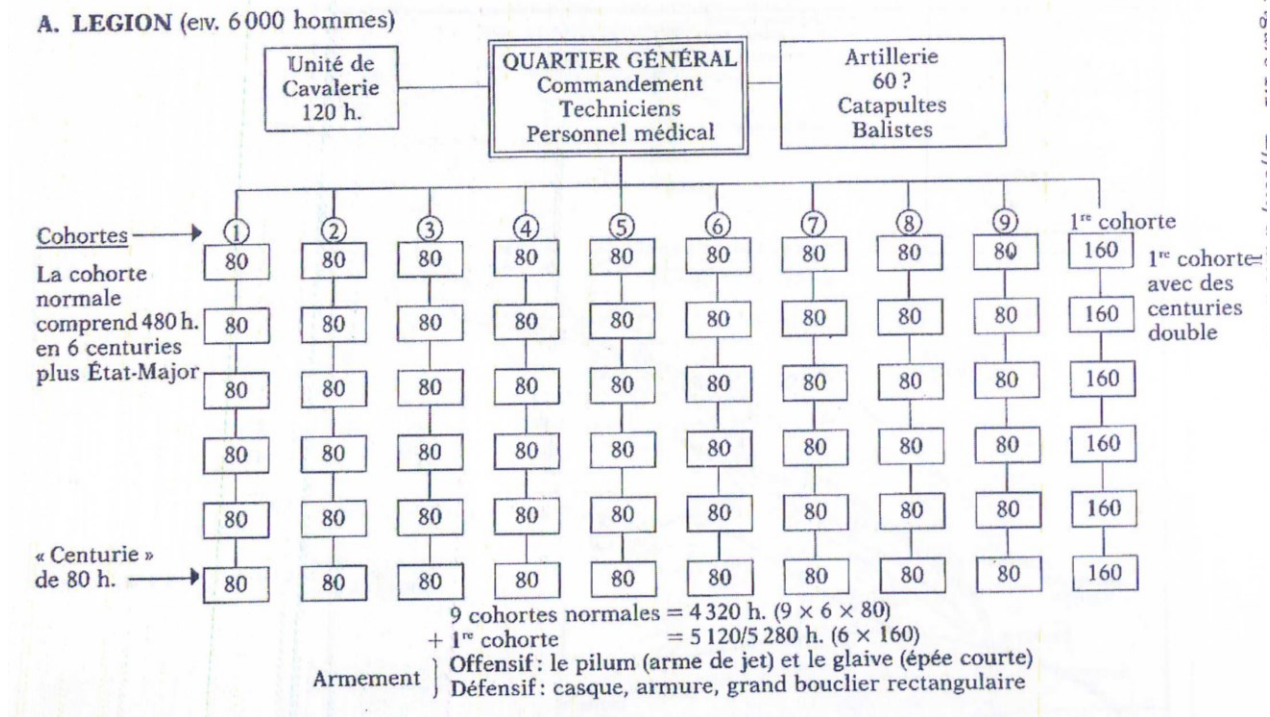 A. LEGION (eiv. 6 000 hommes)
Unité de
Cavalerie
120 h.
QUARTIER GÉNÉRAL
Commandement
Techniciens
Personnel médical
Artillerie
60 ?
Catapultes
Balistes
Cohortes
1 2 3 4 5 6 7 8 9 1re cohorte
80 80 80 80 80 80 80 80 80 160
La cohorte
normale
comprend 480 h.
en 6 centuries
plus État-Major
1re cohorte=
avec des
centuries
double
80 80 80 80 80 80 80 80 80 160
80 80 80 80 80 80 80 80 80 160
80 80 80 80 80 80 80 80 80 160
80 80 80 80 80 80 80 80 80 160
« Centurie »
de 80 h.
80 80 80 80 80 80 80 80 80 160
9 cohortes normales = 4 320 h. (9 × 6 × 80)
+ 1re cohorte = 5 120/5 280 h. (6 × 160)
Armement
Offensif : le pilum (arme de jet) et le glaive (épée courte)
Défensif : casque, armure, grand bouclier rectangulaire